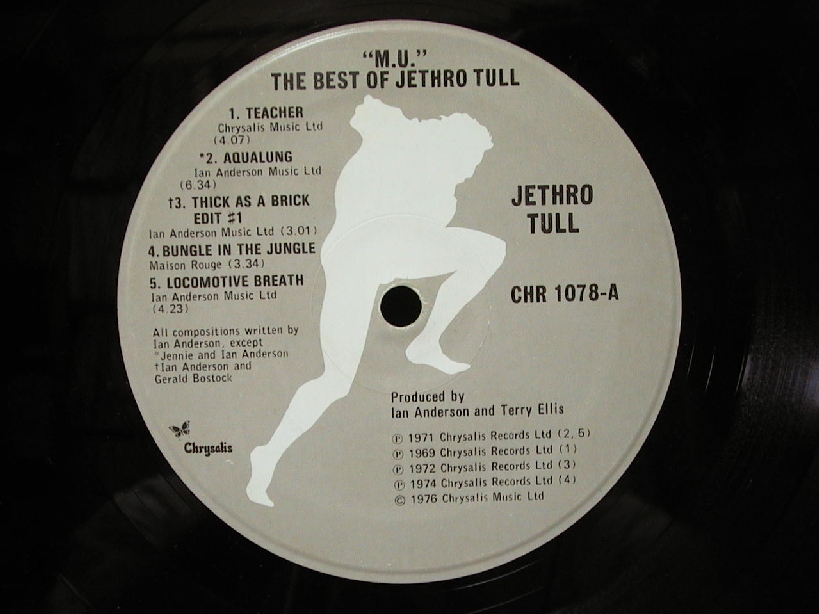 "M.U."
THE BEST OF JETHRO TULL
1. TEACHER
Chrysalis Music Ltd
(4.07)
*2. AQUALUNG
Ian Anderson Music Ltd
(6.34)
†3. THICK AS A BRICK
EDIT #1
Ian Anderson Music Ltd (3.01)
4. BUNGLE IN THE JUNGLE
Maison Rouge (3.34)
5. LOCOMOTIVE BREATH
Ian Anderson Music Ltd
(4.23)
All compositions written by
Ian Anderson, except
*Jennie and Ian Anderson
†Ian Anderson and
Gerald Bostock
Chrysalis
JETHRO
TULL
CHR 1078-A
Produced by
Ian Anderson and Terry Ellis
℗ 1971 Chrysalis Records Ltd (2, 5)
℗ 1969 Chrysalis Records Ltd (1)
℗ 1972 Chrysalis Records Ltd (3)
℗ 1974 Chrysalis Records Ltd (4)
© 1976 Chrysalis Music Ltd